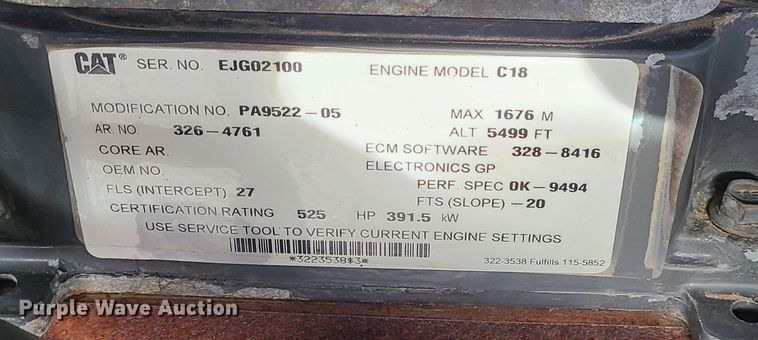 CAT® SER. NO. EJG02100 ENGINE MODEL C18
MODIFICATION NO. PA9522-05 MAX 1676 M
AR. NO. 326-4761 ALT 5499 FT
CORE AR. ECM SOFTWARE 328-8416
OEM NO. ELECTRONICS GP
FLS (INTERCEPT) 27 PERF. SPEC 0K-9494
FTS (SLOPE) -20
CERTIFICATION RATING 525 HP 391.5 kW
USE SERVICE TOOL TO VERIFY CURRENT ENGINE SETTINGS
*3223538$3*
322-3538 Fulfills 115-5852
Purple Wave Auction